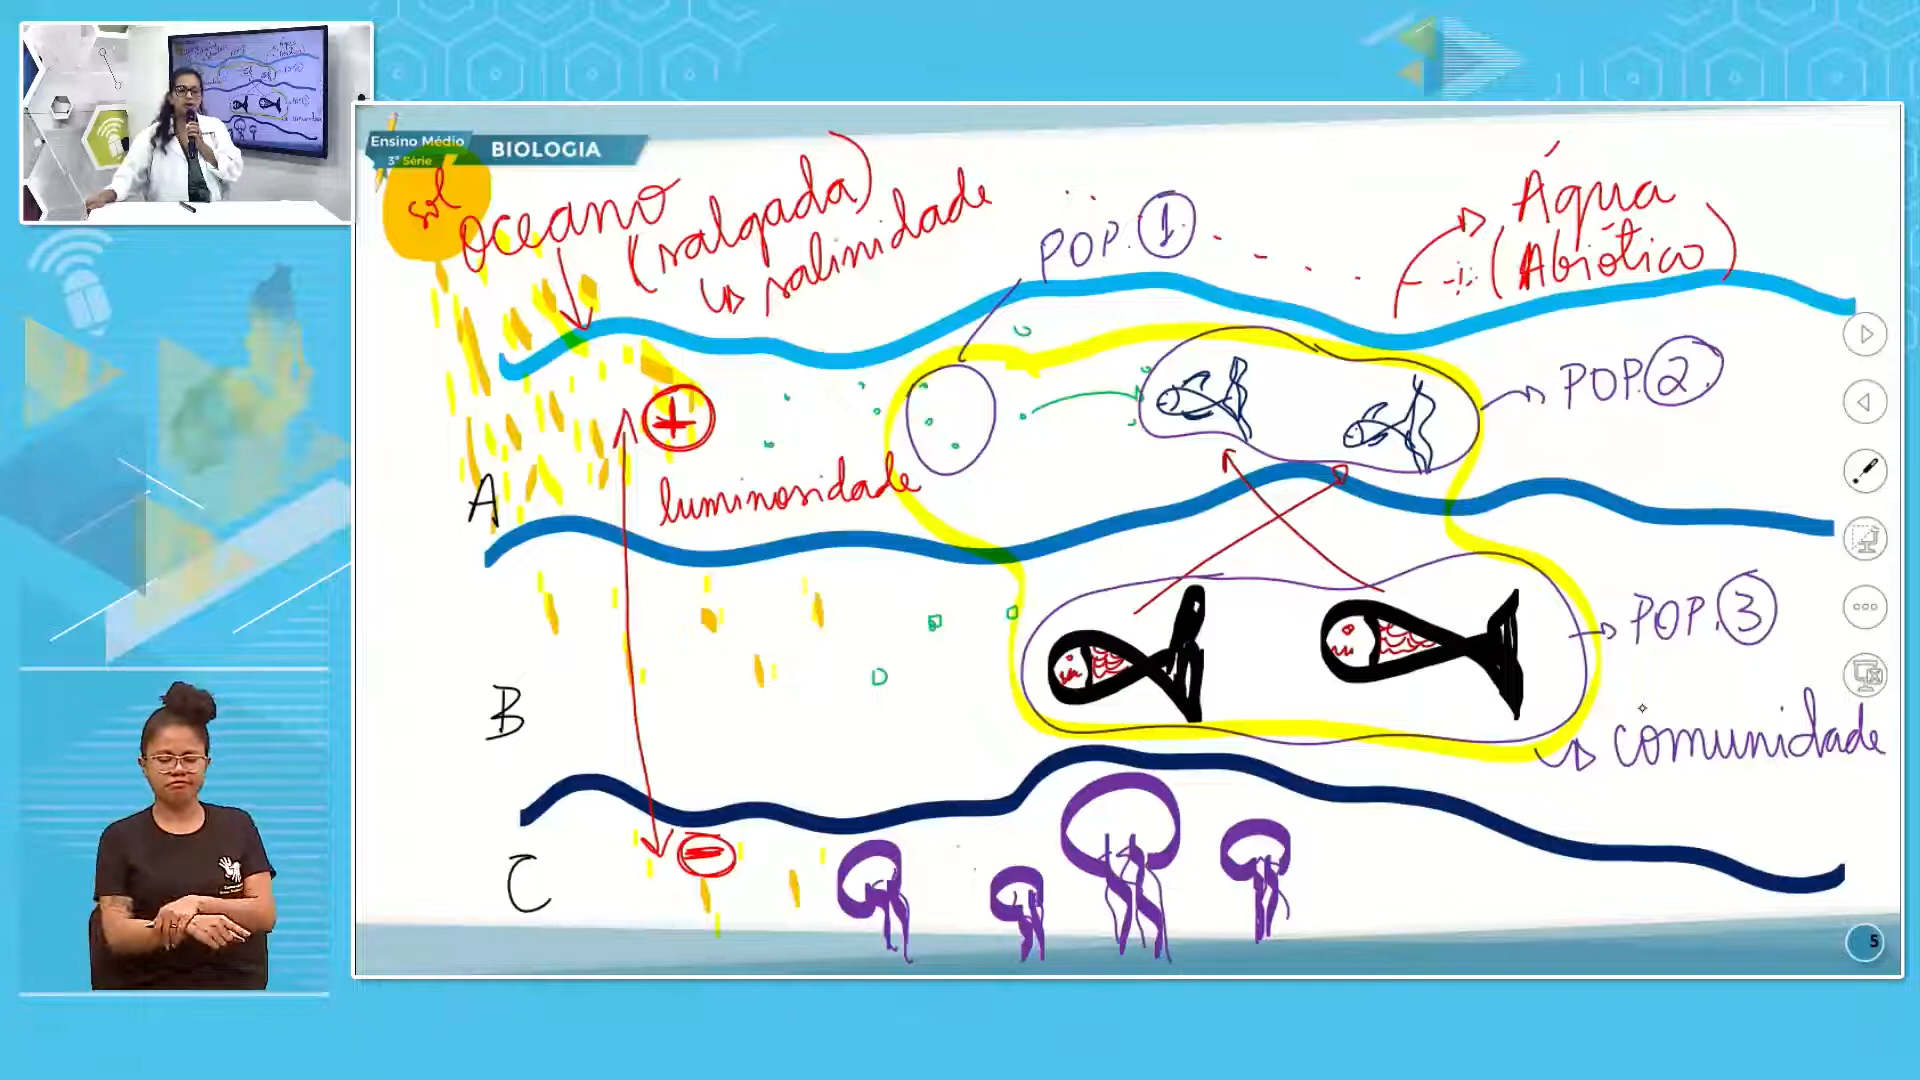 Ensino Médio
3ª Série
BIOLOGIA
sol
oceano
(salgada)
↳ salinidade
POP. 1
Água
(Abiótico)
POP. 2
+
luminosidade
A
POP. 3
B
comunidade
C
-
5